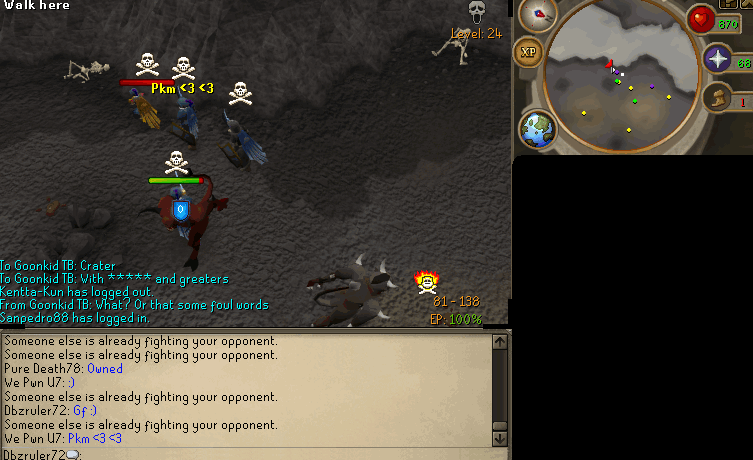 Walk here
Level: 24
870
XP
68
1
Pkm <3 <3
0
To Goonkid TB: Crater
To Goonkid TB: With ***** and greaters
Kentta-Kun has logged out.
From Goonkid TB: What? Or that some foul words
Sanpedro88 has logged in.
81 - 138
EP: 100%
Someone else is already fighting your opponent.
Someone else is already fighting your opponent.
Pure Death78: Owned
We Pwn U7: :)
Someone else is already fighting your opponent.
Dbzruler72: Gf :)
Someone else is already fighting your opponent.
We Pwn U7: Pkm <3 <3
Dbzruler72